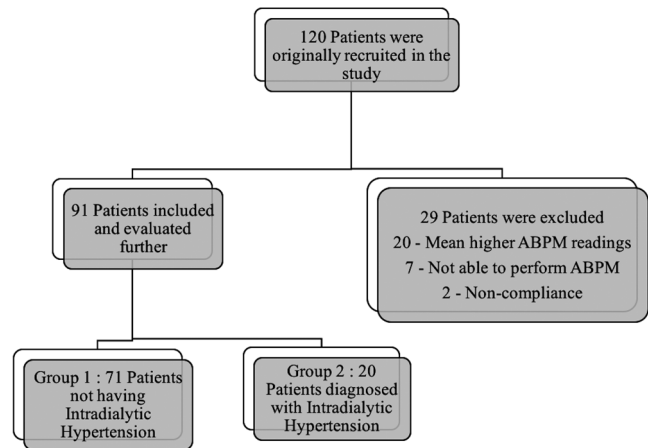 120 Patients were
originally recruited in the
study
91 Patients included
and evaluated
further
29 Patients were excluded
20 - Mean higher ABPM readings
7 - Not able to perform ABPM
2 - Non-compliance
Group 1 : 71 Patients
not having
Intradialytic
Hypertension
Group 2 : 20
Patients diagnosed
with Intradialytic
Hypertension